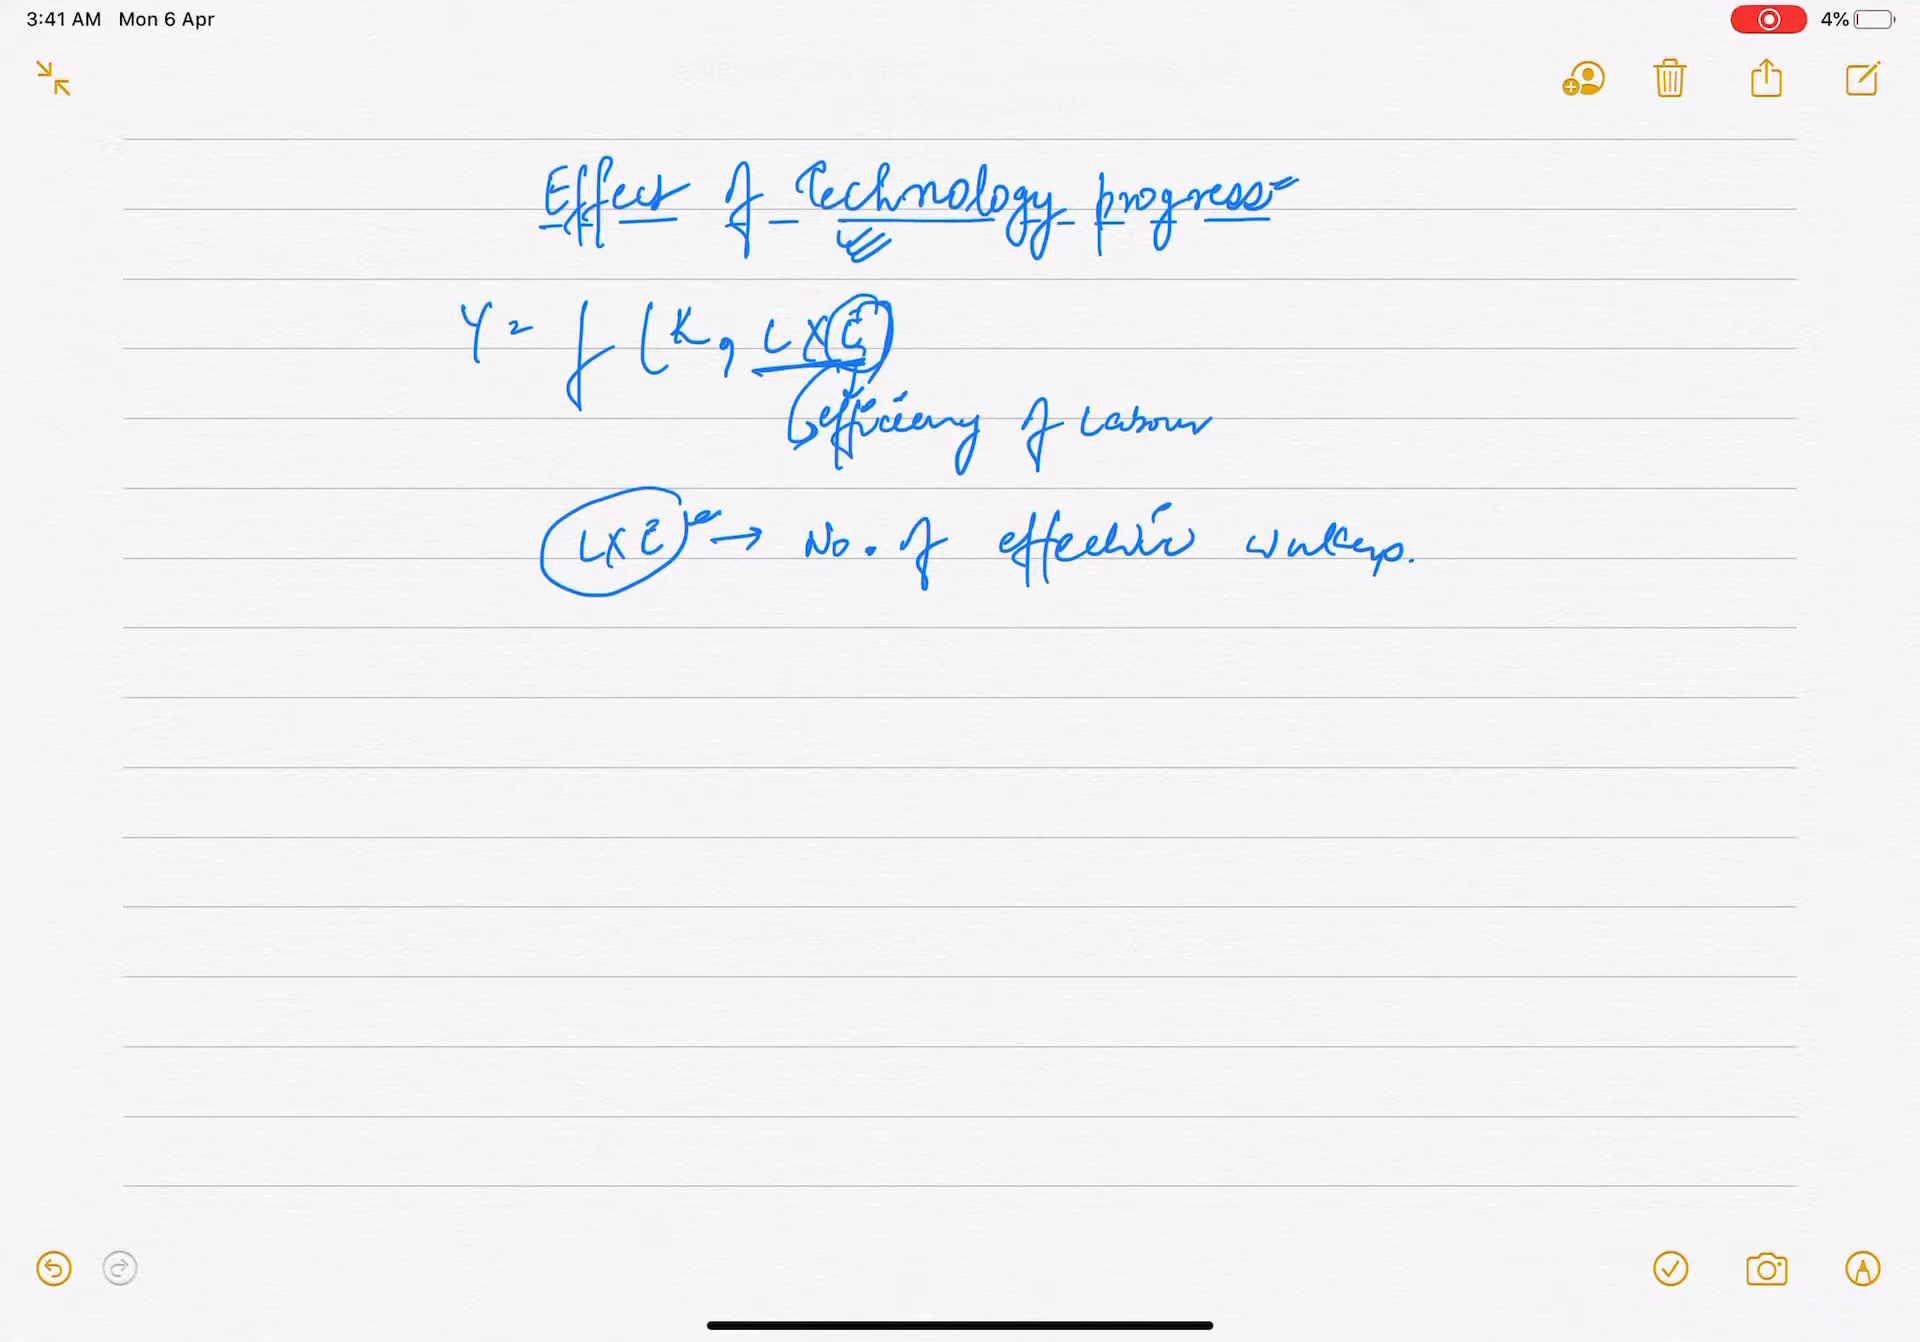 3:41 AM Mon 6 Apr 4%
Effect of Technology progress
Y = f (K, L×E)
efficiency of Labour
L×E → No. of effective workers.